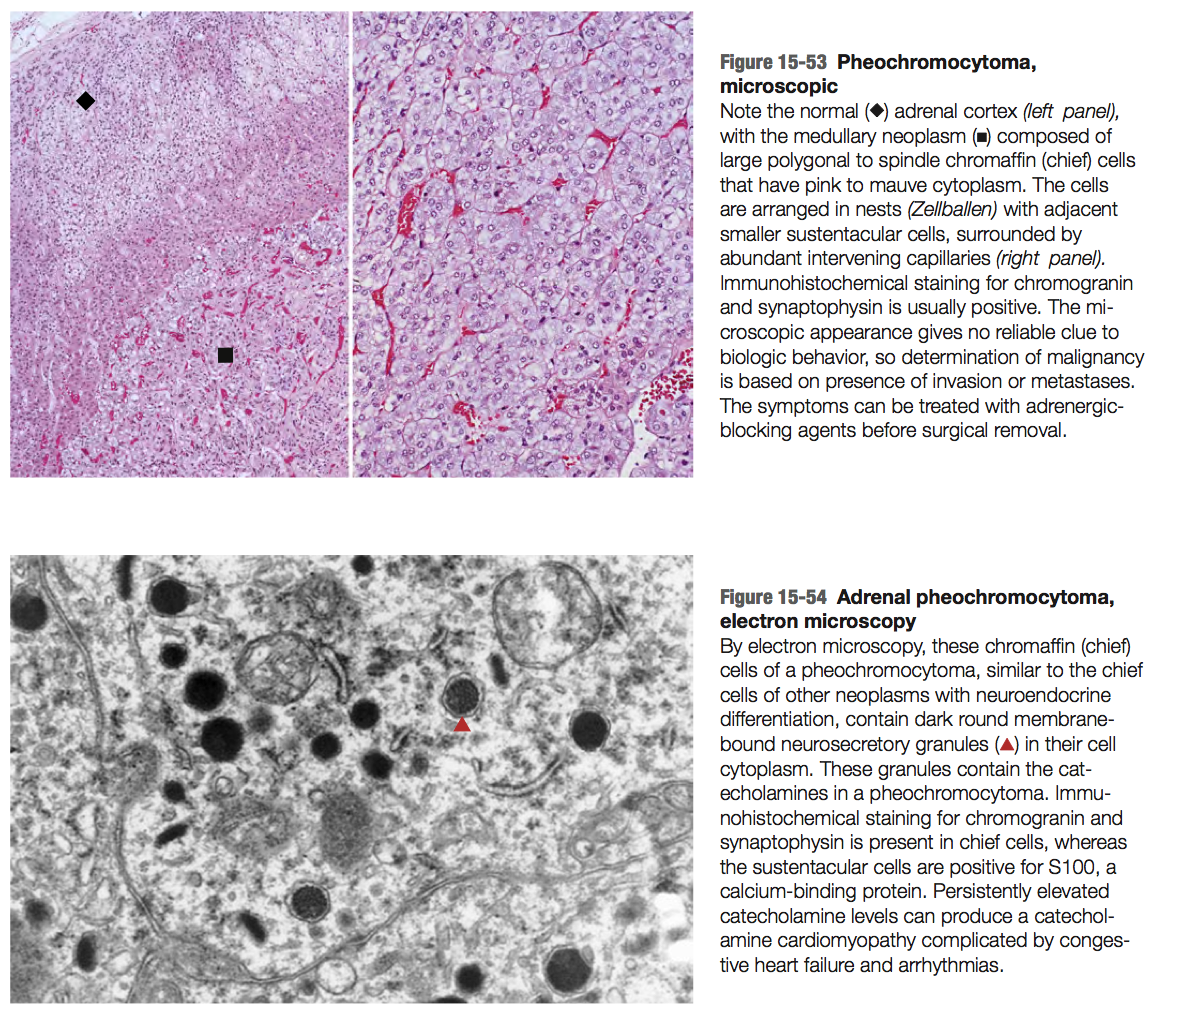 Figure 15-53 Pheochromocytoma,
microscopic
Note the normal (◆) adrenal cortex (left panel),
with the medullary neoplasm (■) composed of
large polygonal to spindle chromaffin (chief) cells
that have pink to mauve cytoplasm. The cells
are arranged in nests (Zellballen) with adjacent
smaller sustentacular cells, surrounded by
abundant intervening capillaries (right panel).
Immunohistochemical staining for chromogranin
and synaptophysin is usually positive. The mi-
croscopic appearance gives no reliable clue to
biologic behavior, so determination of malignancy
is based on presence of invasion or metastases.
The symptoms can be treated with adrenergic-
blocking agents before surgical removal.
Figure 15-54 Adrenal pheochromocytoma,
electron microscopy
By electron microscopy, these chromaffin (chief)
cells of a pheochromocytoma, similar to the chief
cells of other neoplasms with neuroendocrine
differentiation, contain dark round membrane-
bound neurosecretory granules (▲) in their cell
cytoplasm. These granules contain the cat-
echolamines in a pheochromocytoma. Immu-
nohistochemical staining for chromogranin and
synaptophysin is present in chief cells, whereas
the sustentacular cells are positive for S100, a
calcium-binding protein. Persistently elevated
catecholamine levels can produce a catechol-
amine cardiomyopathy complicated by conges-
tive heart failure and arrhythmias.